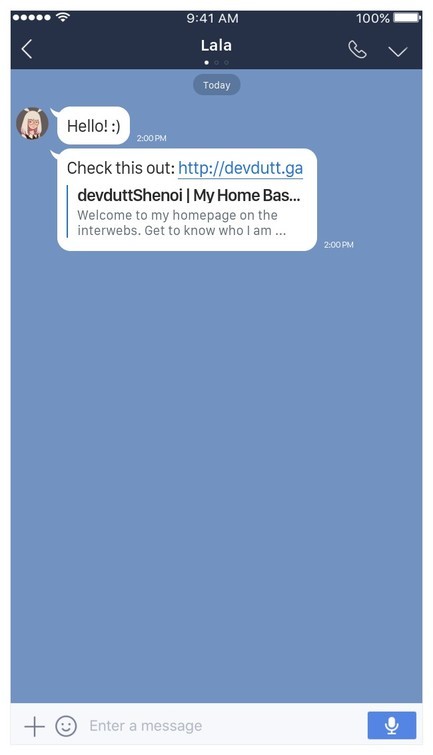 9:41 AM 100%
Lala
Today
Hello! :)
2:00 PM
Check this out: http://devdutt.ga
devduttShenoi | My Home Bas...
Welcome to my homepage on the
interwebs. Get to know who I am ...
2:00 PM
Enter a message